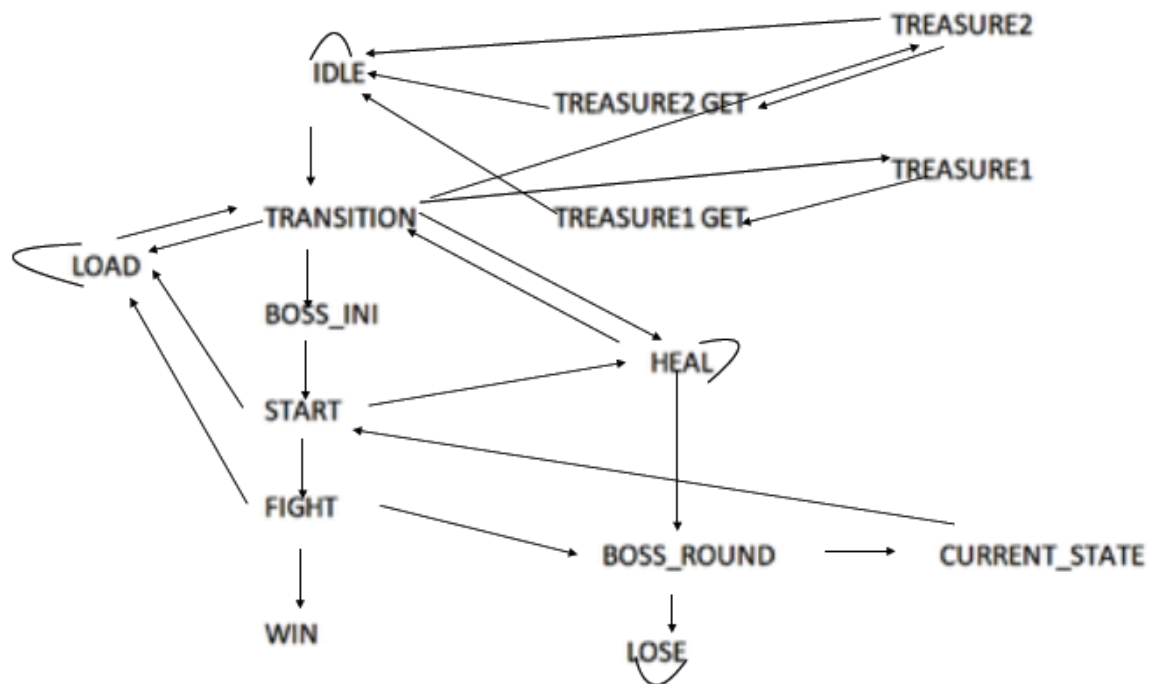 TREASURE2
IDLE
TREASURE2 GET
TREASURE1
TRANSITION
TREASURE1 GET
LOAD
BOSS_INI
HEAL
START
FIGHT
BOSS_ROUND
CURRENT_STATE
WIN
LOSE